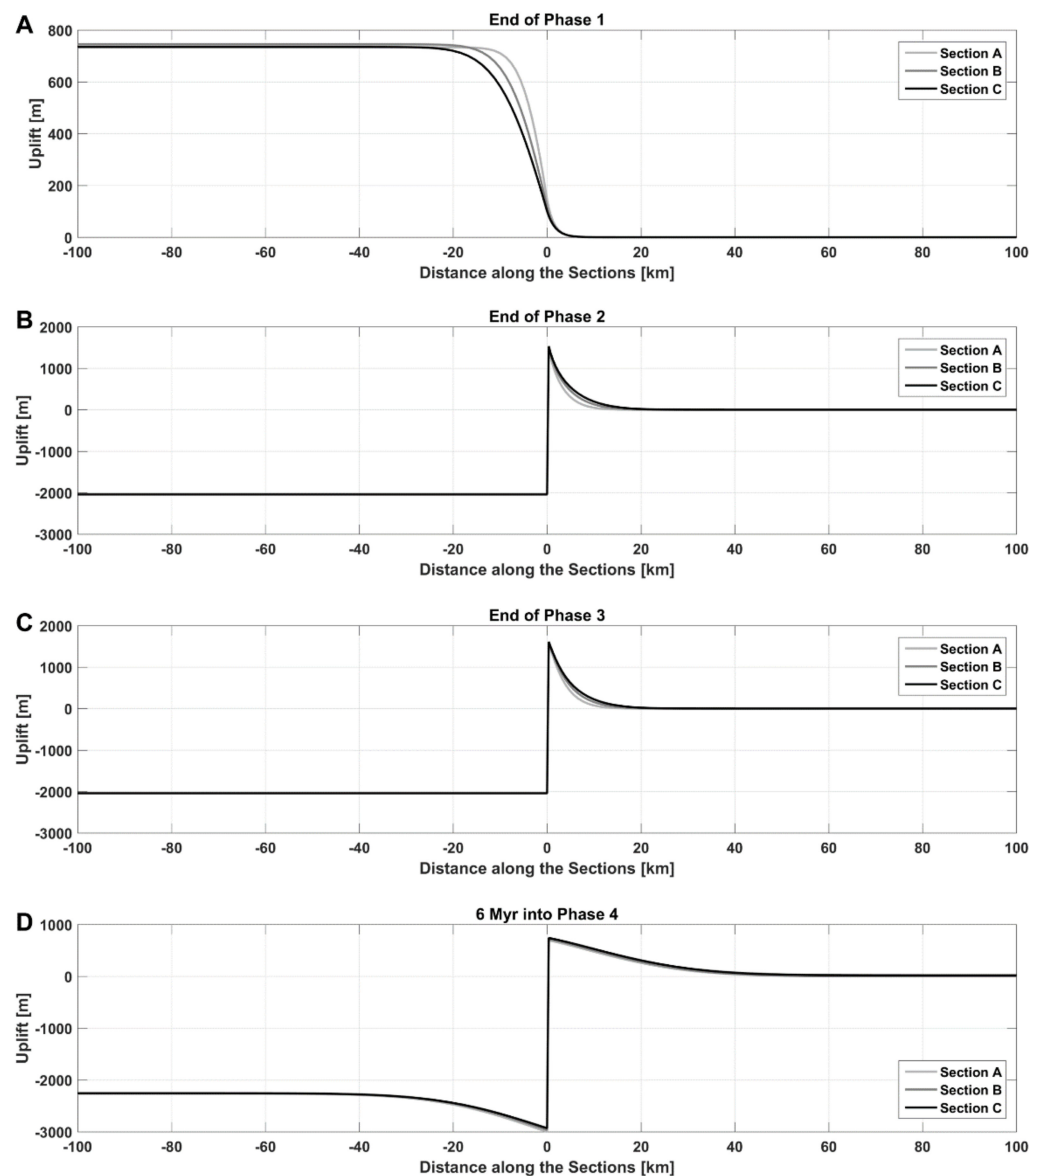 A
End of Phase 1
800
600
400
200
0
Uplift [m]
Section A
Section B
Section C
-100 -80 -60 -40 -20 0 20 40 60 80 100
Distance along the Sections [km]
B
End of Phase 2
2000
1000
0
-1000
-2000
-3000
Uplift [m]
Section A
Section B
Section C
-100 -80 -60 -40 -20 0 20 40 60 80 100
Distance along the Sections [km]
C
End of Phase 3
2000
1000
0
-1000
-2000
-3000
Uplift [m]
Section A
Section B
Section C
-100 -80 -60 -40 -20 0 20 40 60 80 100
Distance along the Sections [km]
D
6 Myr into Phase 4
1000
0
-1000
-2000
-3000
Uplift [m]
Section A
Section B
Section C
-100 -80 -60 -40 -20 0 20 40 60 80 100
Distance along the Sections [km]